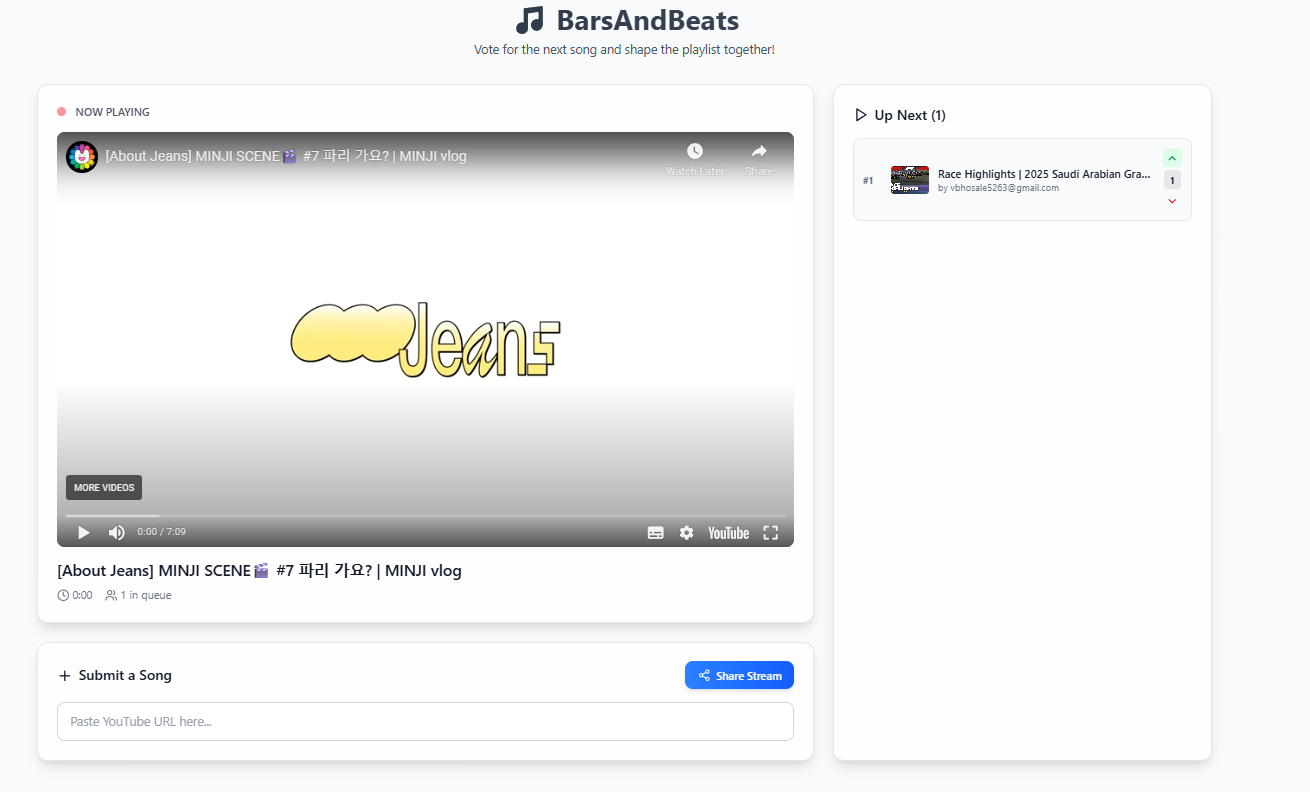 BarsAndBeats
Vote for the next song and shape the playlist together!
NOW PLAYING
[About Jeans] MINJI SCENE🎬 #7 파리 가요? | MINJI vlog
Watch Later
Share
Jeans
MORE VIDEOS
0:00 / 7:09
YouTube
[About Jeans] MINJI SCENE🎬 #7 파리 가요? | MINJI vlog
0:00
1 in queue
Submit a Song
Share Stream
Paste YouTube URL here...
Up Next (1)
#1
Race Highlights | 2025 Saudi Arabian Gra...
by vbhosale5263@gmail.com
1